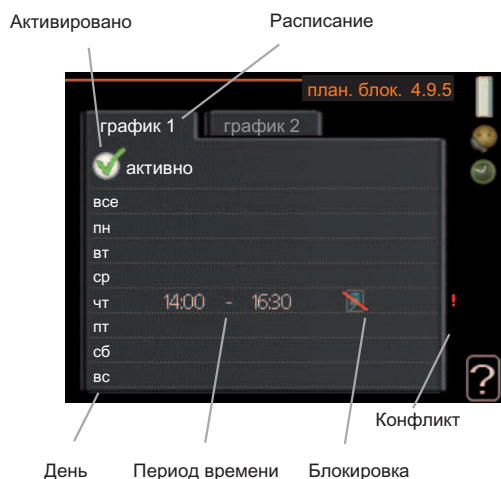 Активировано
Расписание
план. блок. 4.9.5
график 1
график 2
активно
все
пн
вт
ср
чт 14:00 - 16:30 !
пт
сб
вс
?
Конфликт
День
Период времени
Блокировка